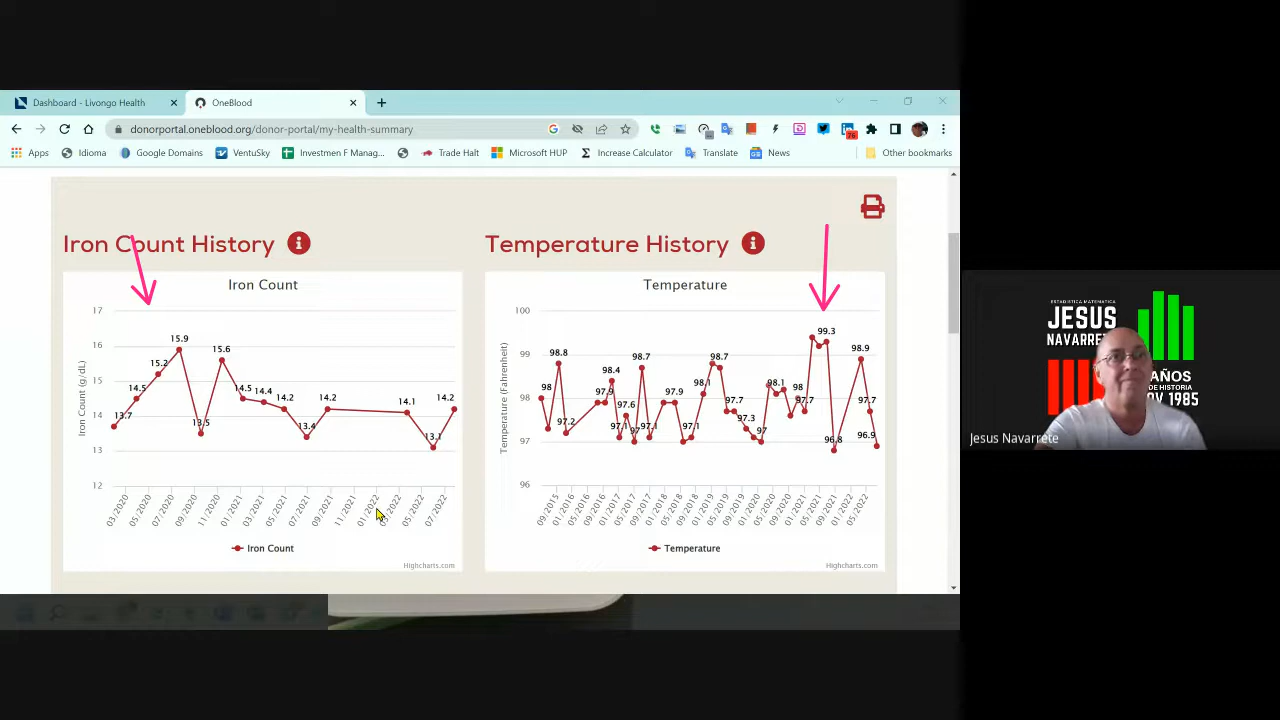 Dashboard - Livongo Health
OneBlood
donorportal.oneblood.org/donor-portal/my-health-summary
76
Apps Idioma Google Domains VentuSky Investmen F Manag... Trade Halt Microsoft HUP Increase Calculator Translate News Other bookmarks
Iron Count History
Iron Count
17
16
15
14
13
12
Iron Count (g/dL)
13.7 14.5 15.2 15.9 13.5 15.6 14.5 14.4 14.2 13.4 14.2 14.1 13.1 14.2
03/2020 05/2020 07/2020 09/2020 11/2020 01/2021 03/2021 05/2021 07/2021 09/2021 11/2021 01/2022 03/2022 05/2022 07/2022
Iron Count
Highcharts.com
Temperature History
Temperature
100
99
98
97
96
Temperature (Fahrenheit)
98 98.8 97.2 97.9 98.4 97.1 97.6 97 98.7 97.1 97.9 97.1 98.1 98.7 97.7 97.3 97 98.1 98 97.7 99.3 96.8 98.9 97.7 96.9
09/2015 01/2016 05/2016 09/2016 01/2017 05/2017 09/2017 01/2018 05/2018 09/2018 01/2019 05/2019 09/2019 01/2020 05/2020 09/2020 01/2021 05/2021 09/2021 01/2022 05/2022
Temperature
Highcharts.com
ESTADISTICA MATEMATICA
JESUS
NAVARRETE
AÑOS
DE HISTORIA
NOV 1985
Jesus Navarrete